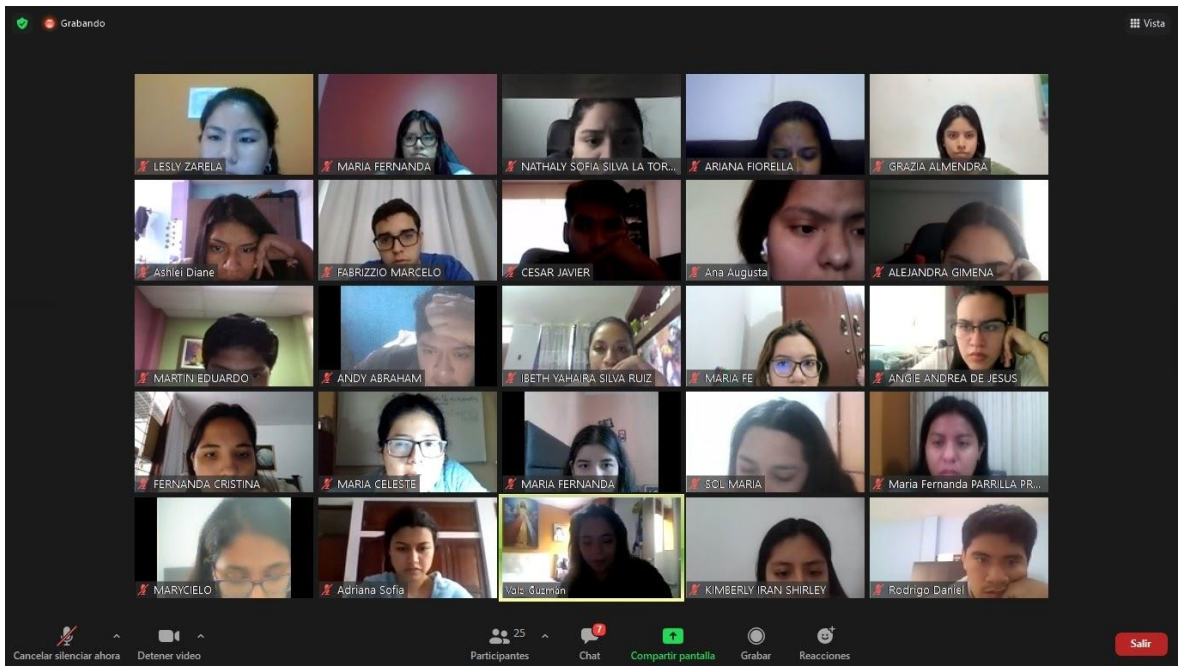 Grabando
Vista
LESLY ZARELA
MARIA FERNANDA
NATHALY SOFIA SILVA LA TOR...
ARIANA FIORELLA
GRAZIA ALMENDRA
Ashlei Diane
FABRIZZIO MARCELO
CESAR JAVIER
Ana Augusta
ALEJANDRA GIMENA
MARTIN EDUARDO
ANDY ABRAHAM
IBETH YAHAIRA SILVA RUIZ
MARIA FE
ANGIE ANDREA DE JESUS
FERNANDA CRISTINA
MARIA CELESTE
MARIA FERNANDA
SOL MARIA
Maria Fernanda PARRILLA PR...
MARYCIELO
Adriana Sofia
Guzmán
KIMBERLY IRAN SHIRLEY
Rodrigo Daniel
25
7
Cancelar silenciar ahora
Detener video
Participantes
Chat
Compartir pantalla
Grabar
Reacciones
Salir